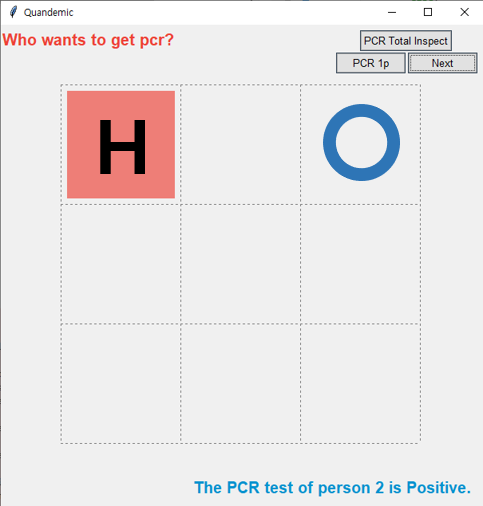 Quandemic
Who wants to get pcr?
PCR Total Inspect
PCR 1p
Next
H
The PCR test of person 2 is Positive.